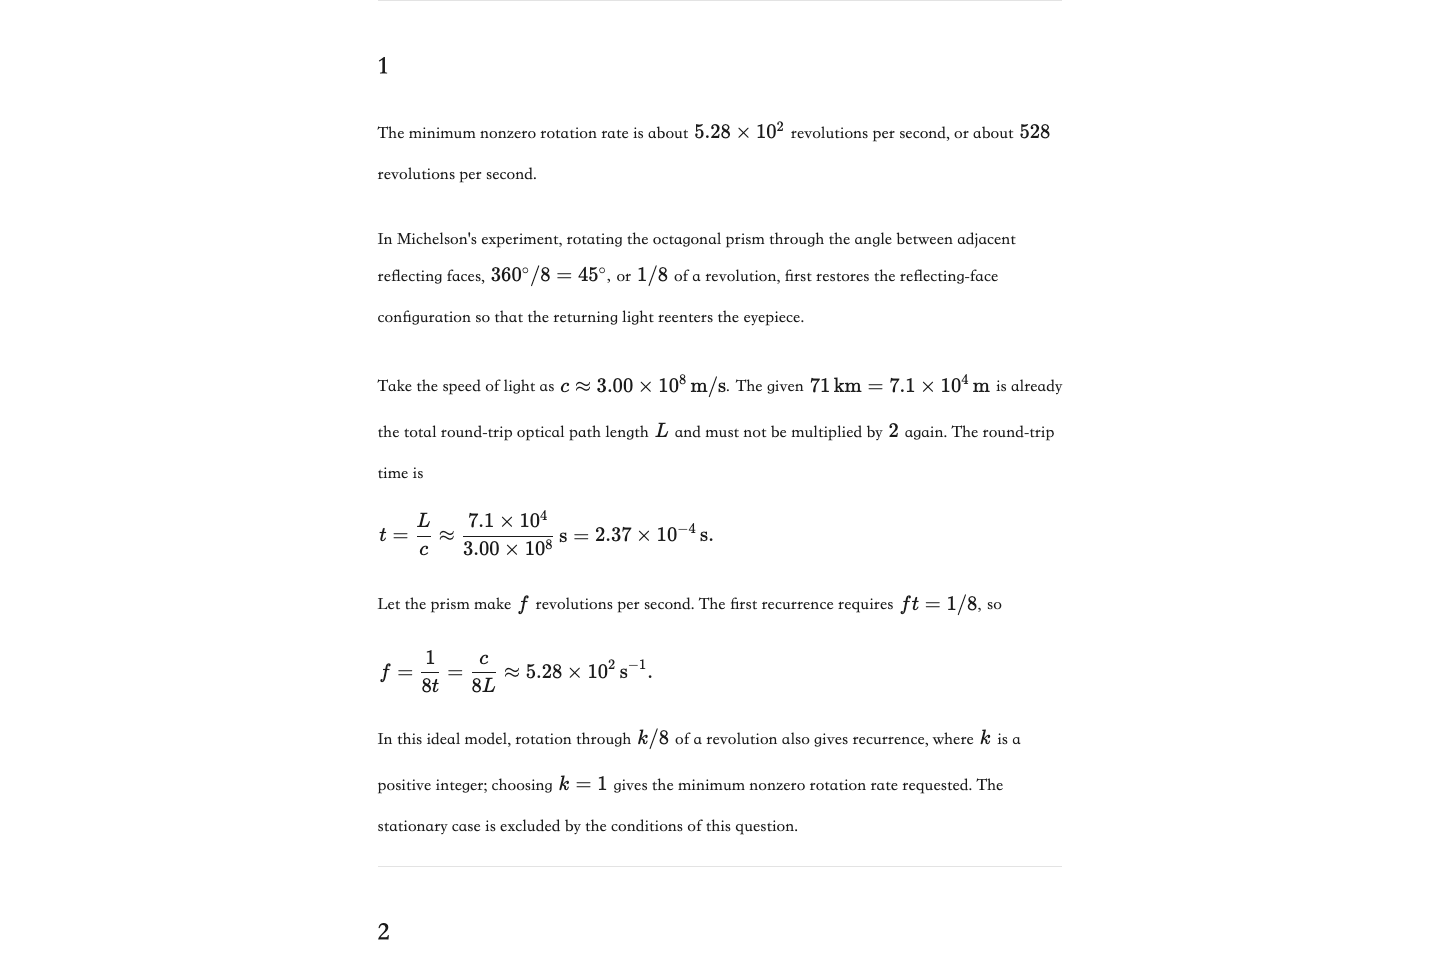 1
The minimum nonzero rotation rate is about 5.28 × 10² revolutions per second, or about 528
revolutions per second.
In Michelson's experiment, rotating the octagonal prism through the angle between adjacent
reflecting faces, 360°/8 = 45°, or 1/8 of a revolution, first restores the reflecting-face
configuration so that the returning light reenters the eyepiece.
Take the speed of light as c ≈ 3.00 × 10⁸ m/s. The given 71 km = 7.1 × 10⁴ m is already
the total round-trip optical path length L and must not be multiplied by 2 again. The round-trip
time is
t = L/c ≈ (7.1 × 10⁴)/(3.00 × 10⁸) s = 2.37 × 10⁻⁴ s.
Let the prism make f revolutions per second. The first recurrence requires ft = 1/8, so
f = 1/(8t) = c/(8L) ≈ 5.28 × 10² s⁻¹.
In this ideal model, rotation through k/8 of a revolution also gives recurrence, where k is a
positive integer; choosing k = 1 gives the minimum nonzero rotation rate requested. The
stationary case is excluded by the conditions of this question.
2